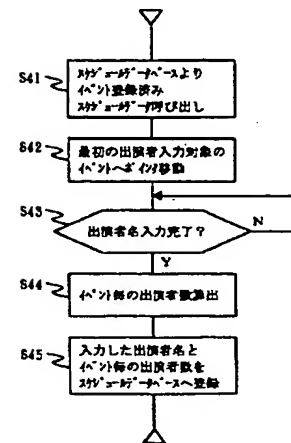 S41
スケジュールデータベースより
イベント登録済み
スケジュールデータ呼び出し
S42
最初の出演者入力対象の
イベントへポインタ移動
S43
出演者名入力完了？
N
Y
S44
イベント毎の出演者数算出
S45
入力した出演者名と
イベント毎の出演者数を
スケジュールデータベースへ登録